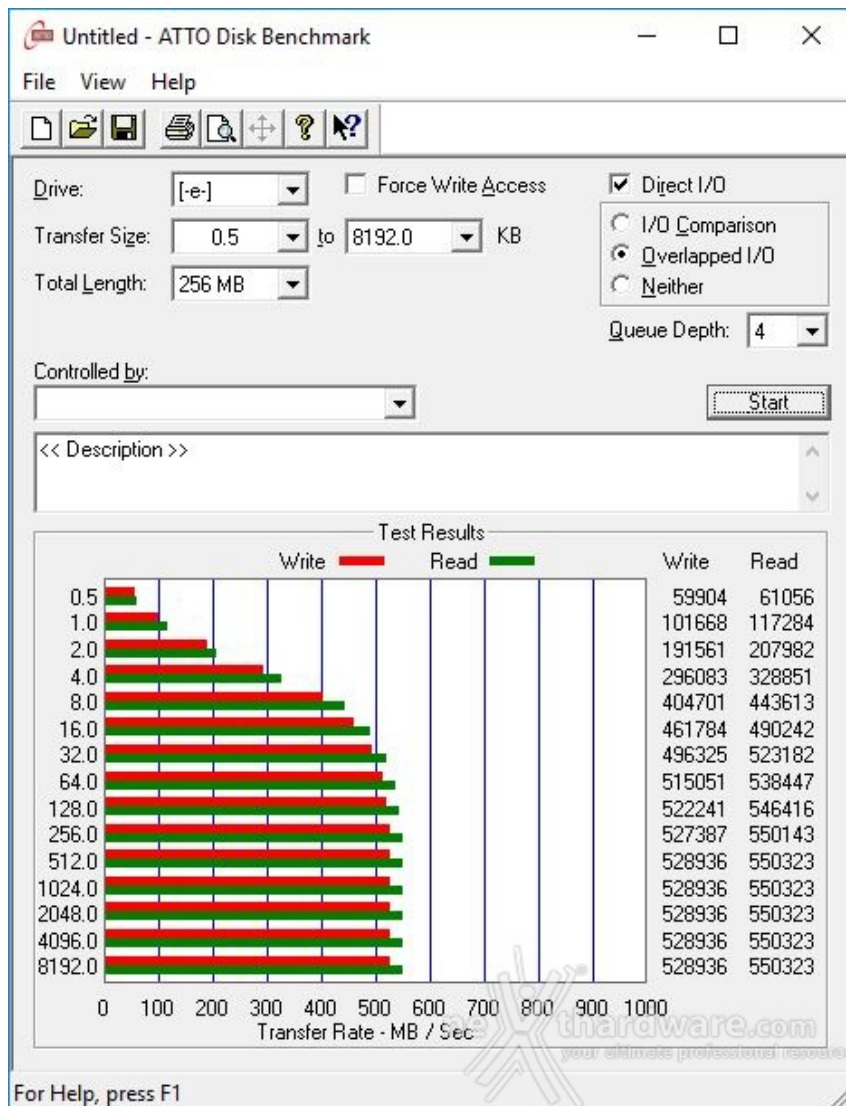 Untitled - ATTO Disk Benchmark
File View Help
Drive: [-e-] Force Write Access Direct I/O
Transfer Size: 0.5 to 8192.0 KB I/O Comparison
Overlapped I/O
Total Length: 256 MB Neither
Queue Depth: 4
Controlled by:
Start
<< Description >>
Test Results
Write Read Write Read
0.5 59904 61056
1.0 101668 117284
2.0 191561 207982
4.0 296083 328851
8.0 404701 443613
16.0 461784 490242
32.0 496325 523182
64.0 515051 538447
128.0 522241 546416
256.0 527387 550143
512.0 528936 550323
1024.0 528936 550323
2048.0 528936 550323
4096.0 528936 550323
8192.0 528936 550323
0 100 200 300 400 500 600 700 800 900 1000
Transfer Rate - MB / Sec
nexthardware.com
your ultimate professional resource
For Help, press F1